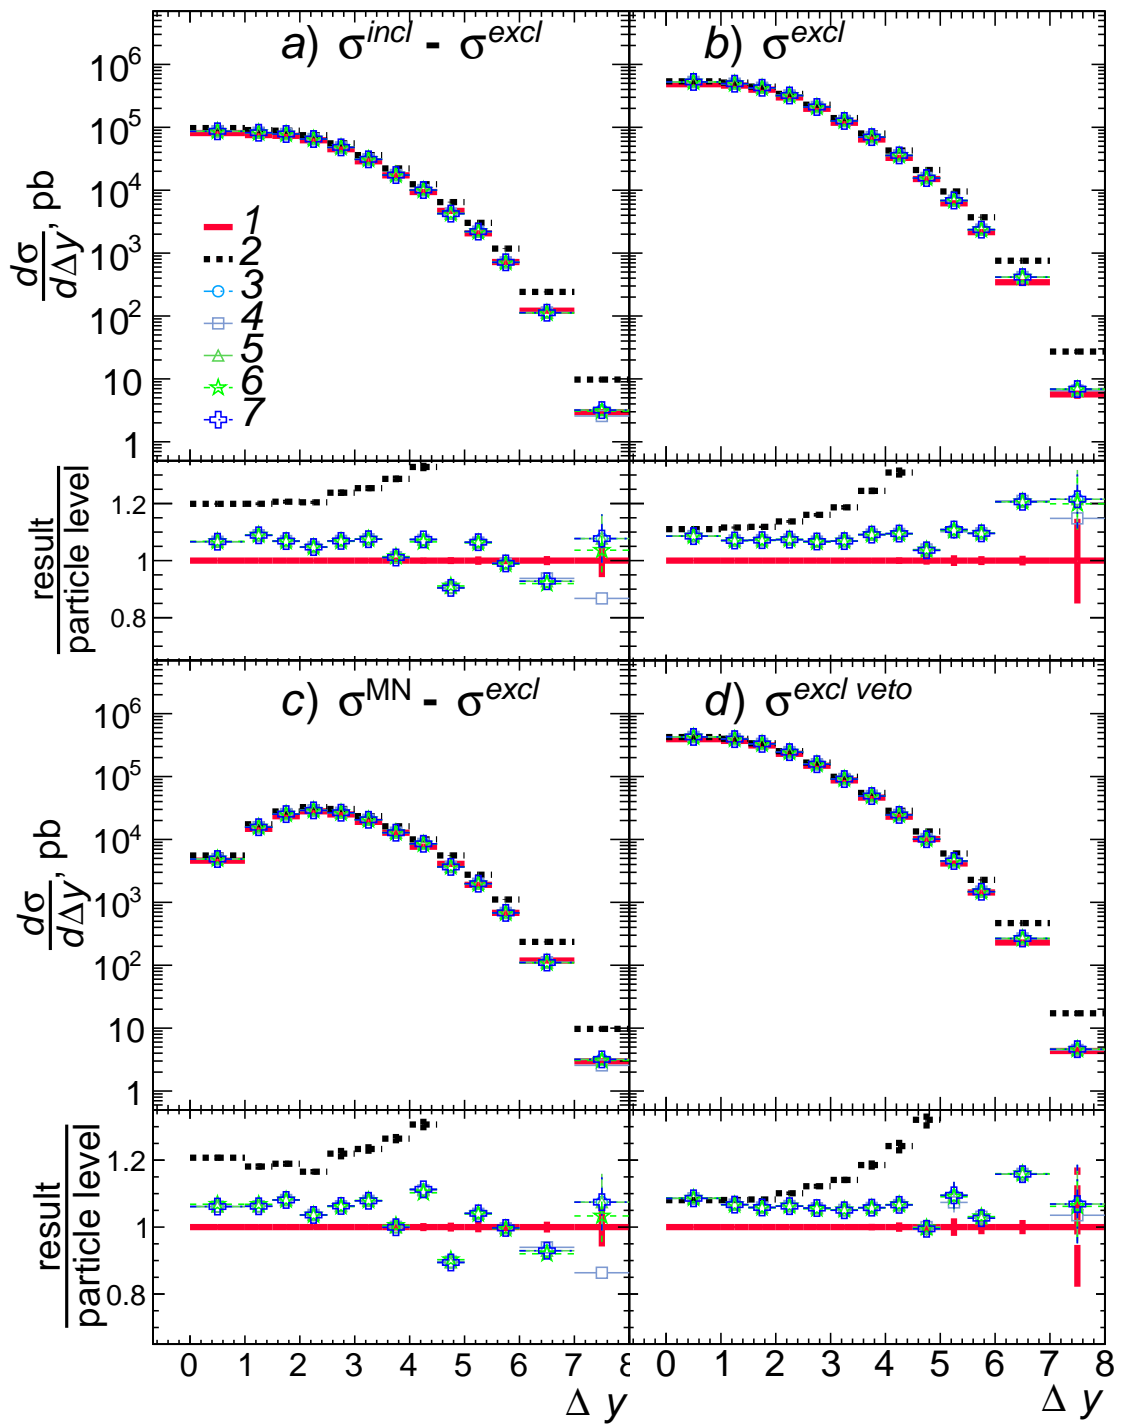 a) σ^incl - σ^excl
b) σ^excl
10^6
10^5
10^4
10^3
10^2
10
1
dσ/dΔy, pb
1
2
3
4
5
6
7
result/particle level
1.2
1
0.8
c) σ^MN - σ^excl
d) σ^excl veto
10^6
10^5
10^4
10^3
10^2
10
1
dσ/dΔy, pb
result/particle level
1.2
1
0.8
0 1 2 3 4 5 6 7 8
0 1 2 3 4 5 6 7 8
Δ y
Δ y